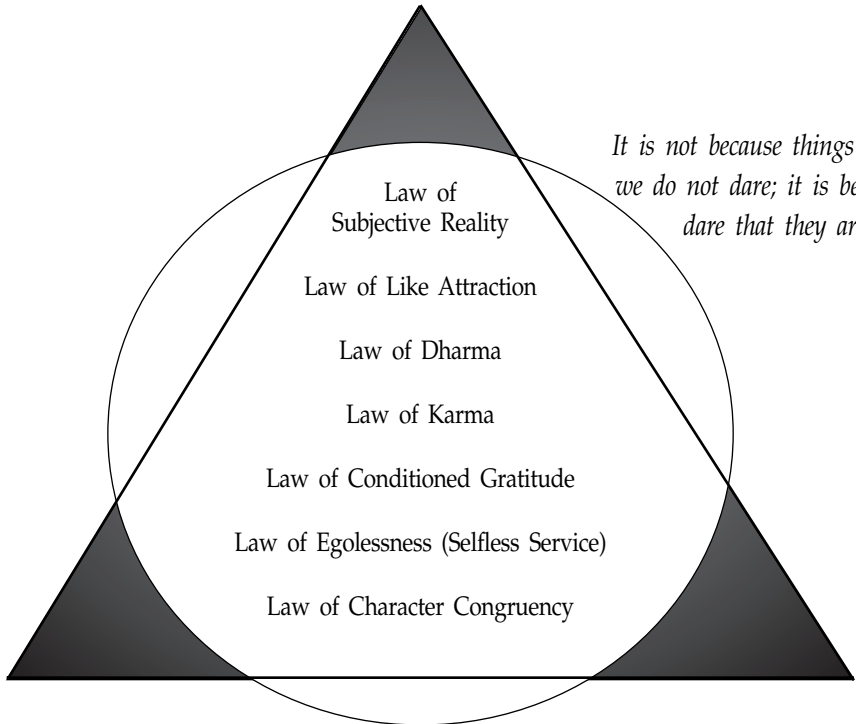 It is not because things
we do not dare; it is be
dare that they ar
Law of
Subjective Reality
Law of Like Attraction
Law of Dharma
Law of Karma
Law of Conditioned Gratitude
Law of Egolessness (Selfless Service)
Law of Character Congruency